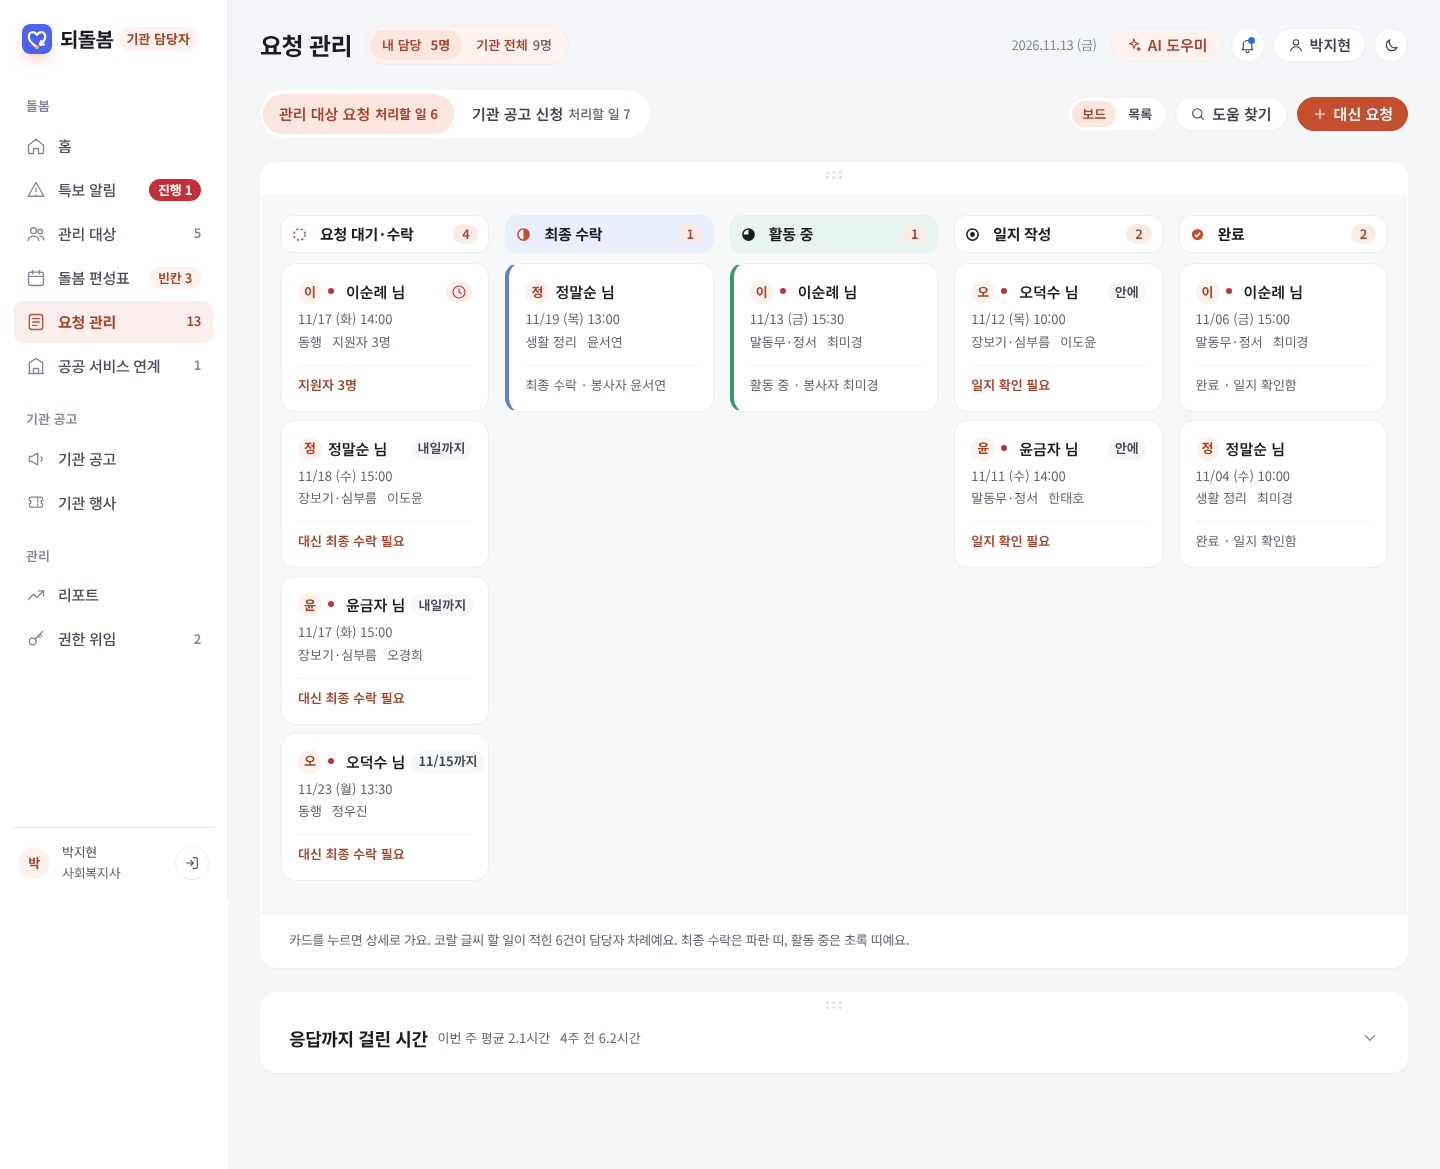 되돌봄 기관 담당자
돌봄
홈
특보 알림 진행 1
관리 대상 5
돌봄 편성표 빈칸 3
요청 관리 13
공공 서비스 연계 1
기관 공고
기관 공고
기관 행사
관리
리포트
권한 위임 2
박 박지현
사회복지사
요청 관리 내 담당 5명 기관 전체 9명
2026.11.13 (금) AI 도우미 박지현
관리 대상 요청 처리할 일 6 기관 공고 신청 처리할 일 7
보드 목록 도움 찾기 + 대신 요청
요청 대기·수락 4
이 이순례 님
11/17 (화) 14:00
동행 지원자 3명
지원자 3명
정 정말순 님 내일까지
11/18 (수) 15:00
장보기·심부름 이도윤
대신 최종 수락 필요
윤 윤금자 님 내일까지
11/17 (화) 15:00
장보기·심부름 오경희
대신 최종 수락 필요
오 오덕수 님 11/15까지
11/23 (월) 13:30
동행 정우진
대신 최종 수락 필요
최종 수락 1
정 정말순 님
11/19 (목) 13:00
생활 정리 윤서연
최종 수락 · 봉사자 윤서연
활동 중 1
이 이순례 님
11/13 (금) 15:30
말동무·정서 최미경
활동 중 · 봉사자 최미경
일지 작성 2
오 오덕수 님 안에
11/12 (목) 10:00
장보기·심부름 이도윤
일지 확인 필요
윤 윤금자 님 안에
11/11 (수) 14:00
말동무·정서 한태호
일지 확인 필요
완료 2
이 이순례 님
11/06 (금) 15:00
말동무·정서 최미경
완료 · 일지 확인함
정 정말순 님
11/04 (수) 10:00
생활 정리 최미경
완료 · 일지 확인함
카드를 누르면 상세로 가요. 코랄 글씨 할 일이 적힌 6건이 담당자 차례예요. 최종 수락은 파란 띠, 활동 중은 초록 띠예요.
응답까지 걸린 시간 이번 주 평균 2.1시간 4주 전 6.2시간